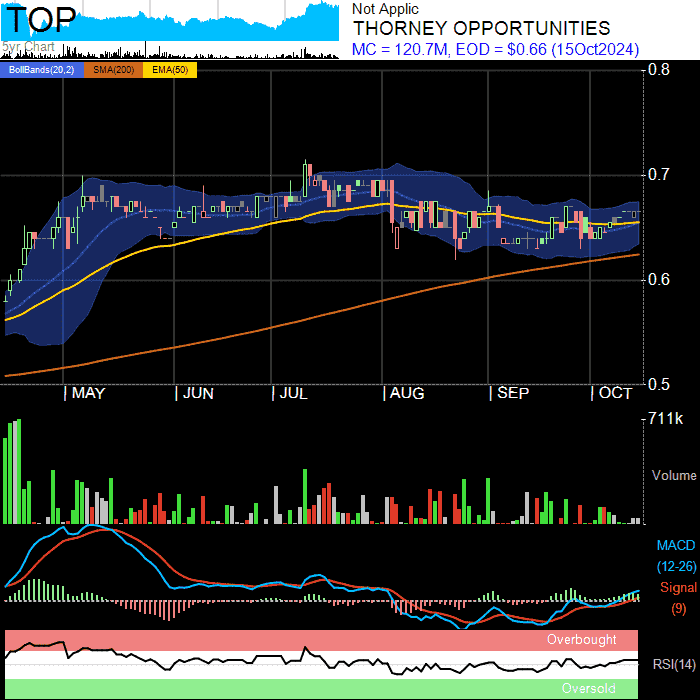 TOP
5yr Chart
Not Applic
THORNEY OPPORTUNITIES
MC = 120.7M, EOD = $0.66 (15Oct2024)
BollBands(20,2) SMA(200) EMA(50)
0.8
0.7
0.6
0.5
MAY JUN JUL AUG SEP OCT
711k
Volume
MACD
(12-26)
Signal
(9)
Overbought
RSI(14)
Oversold